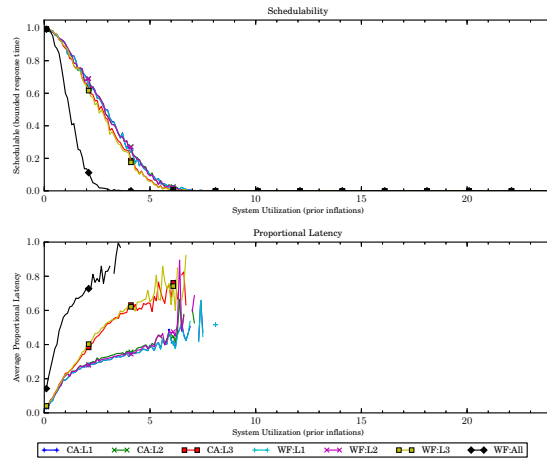 Schedulability
Schedulable (bounded response time)
1.0
0.8
0.6
0.4
0.2
0.0
0 5 10 15 20
System Utilization (prior inflations)
Proportional Latency
Average Proportional Latency
1.0
0.8
0.6
0.4
0.2
0.0
0 5 10 15 20
System Utilization (prior inflations)
CA:L1 CA:L2 CA:L3 WF:L1 WF:L2 WF:L3 WF:All